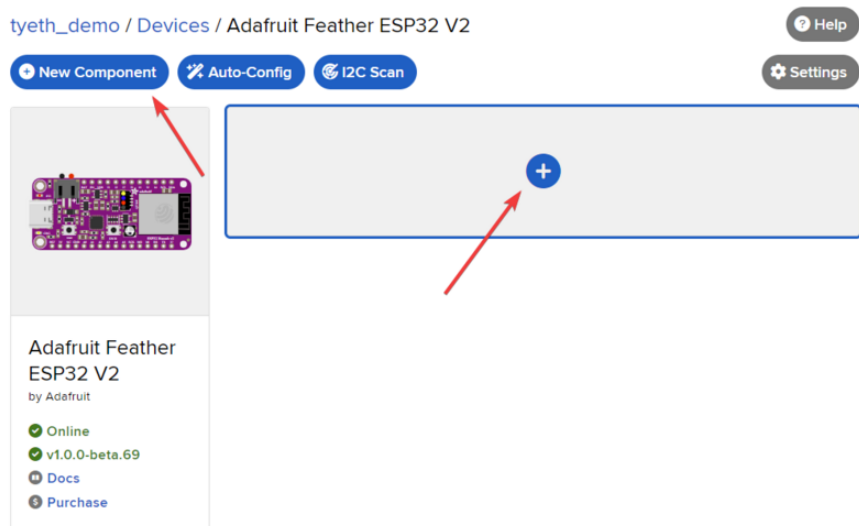 tyeth_demo / Devices / Adafruit Feather ESP32 V2
Help
New Component
Auto-Config
I2C Scan
Settings
Adafruit Feather
ESP32 V2
by Adafruit
Online
v1.0.0-beta.69
Docs
Purchase